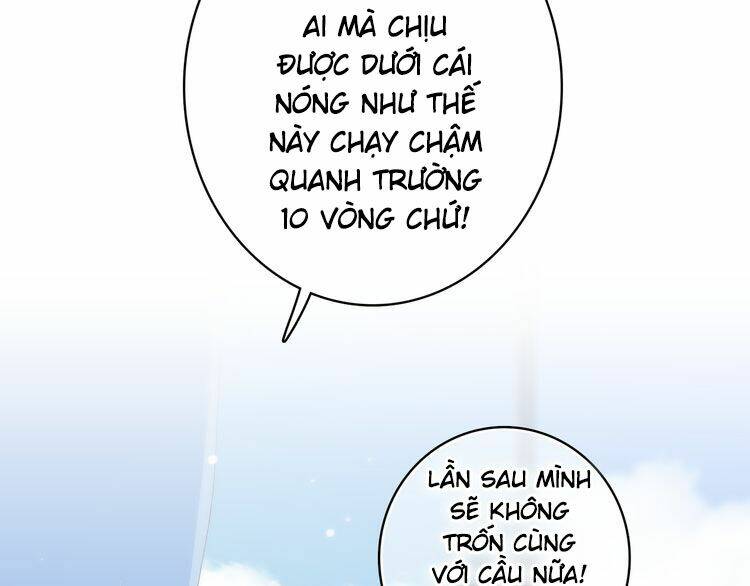 AI MÀ CHỊU
ĐƯỢC DƯỚI CÁI
NÓNG NHƯ THẾ
NÀY CHẠY CHẬM
QUANH TRƯỜNG
10 VÒNG CHỨ!
LẦN SAU MÌNH
SẼ KHÔNG
TRỐN CÙNG
VỚI CẦU NỮA!